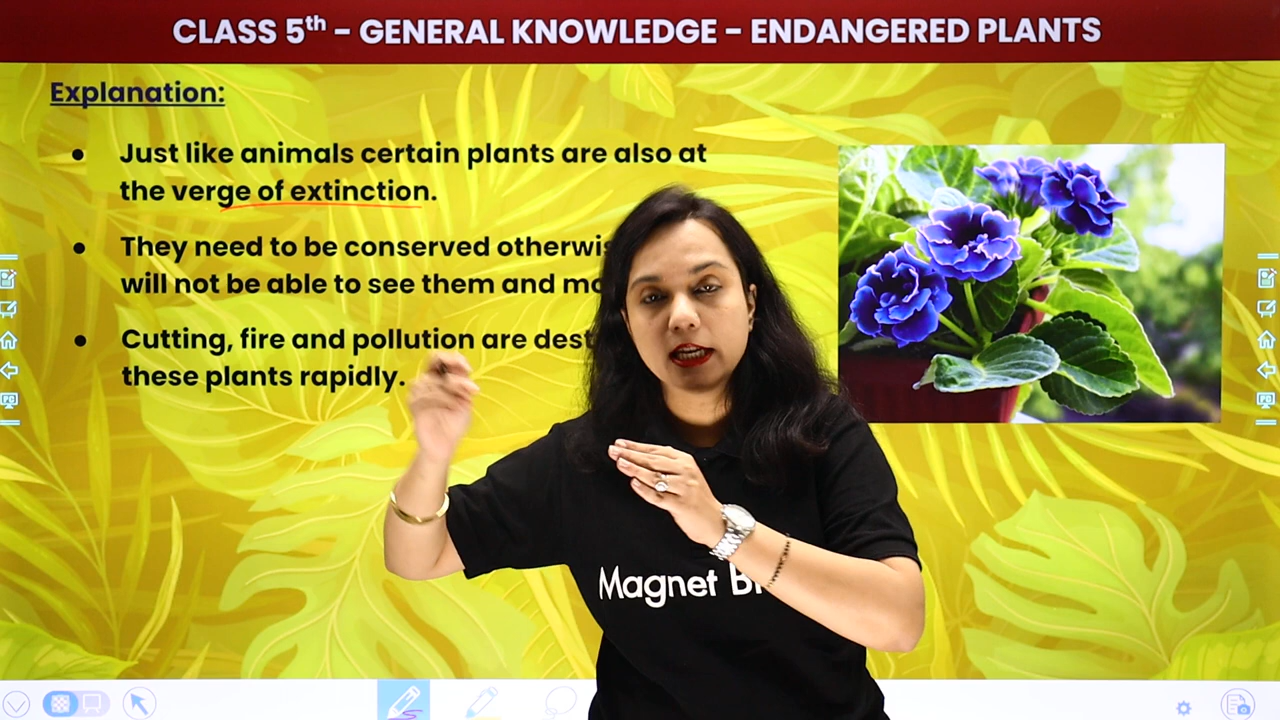 CLASS 5th - GENERAL KNOWLEDGE - ENDANGERED PLANTS
Explanation:
● Just like animals certain plants are also at
the verge of extinction.
● They need to be conserved
will not be able to see them and
● Cutting, fire and pollution are
these plants rapidly.
Magnet